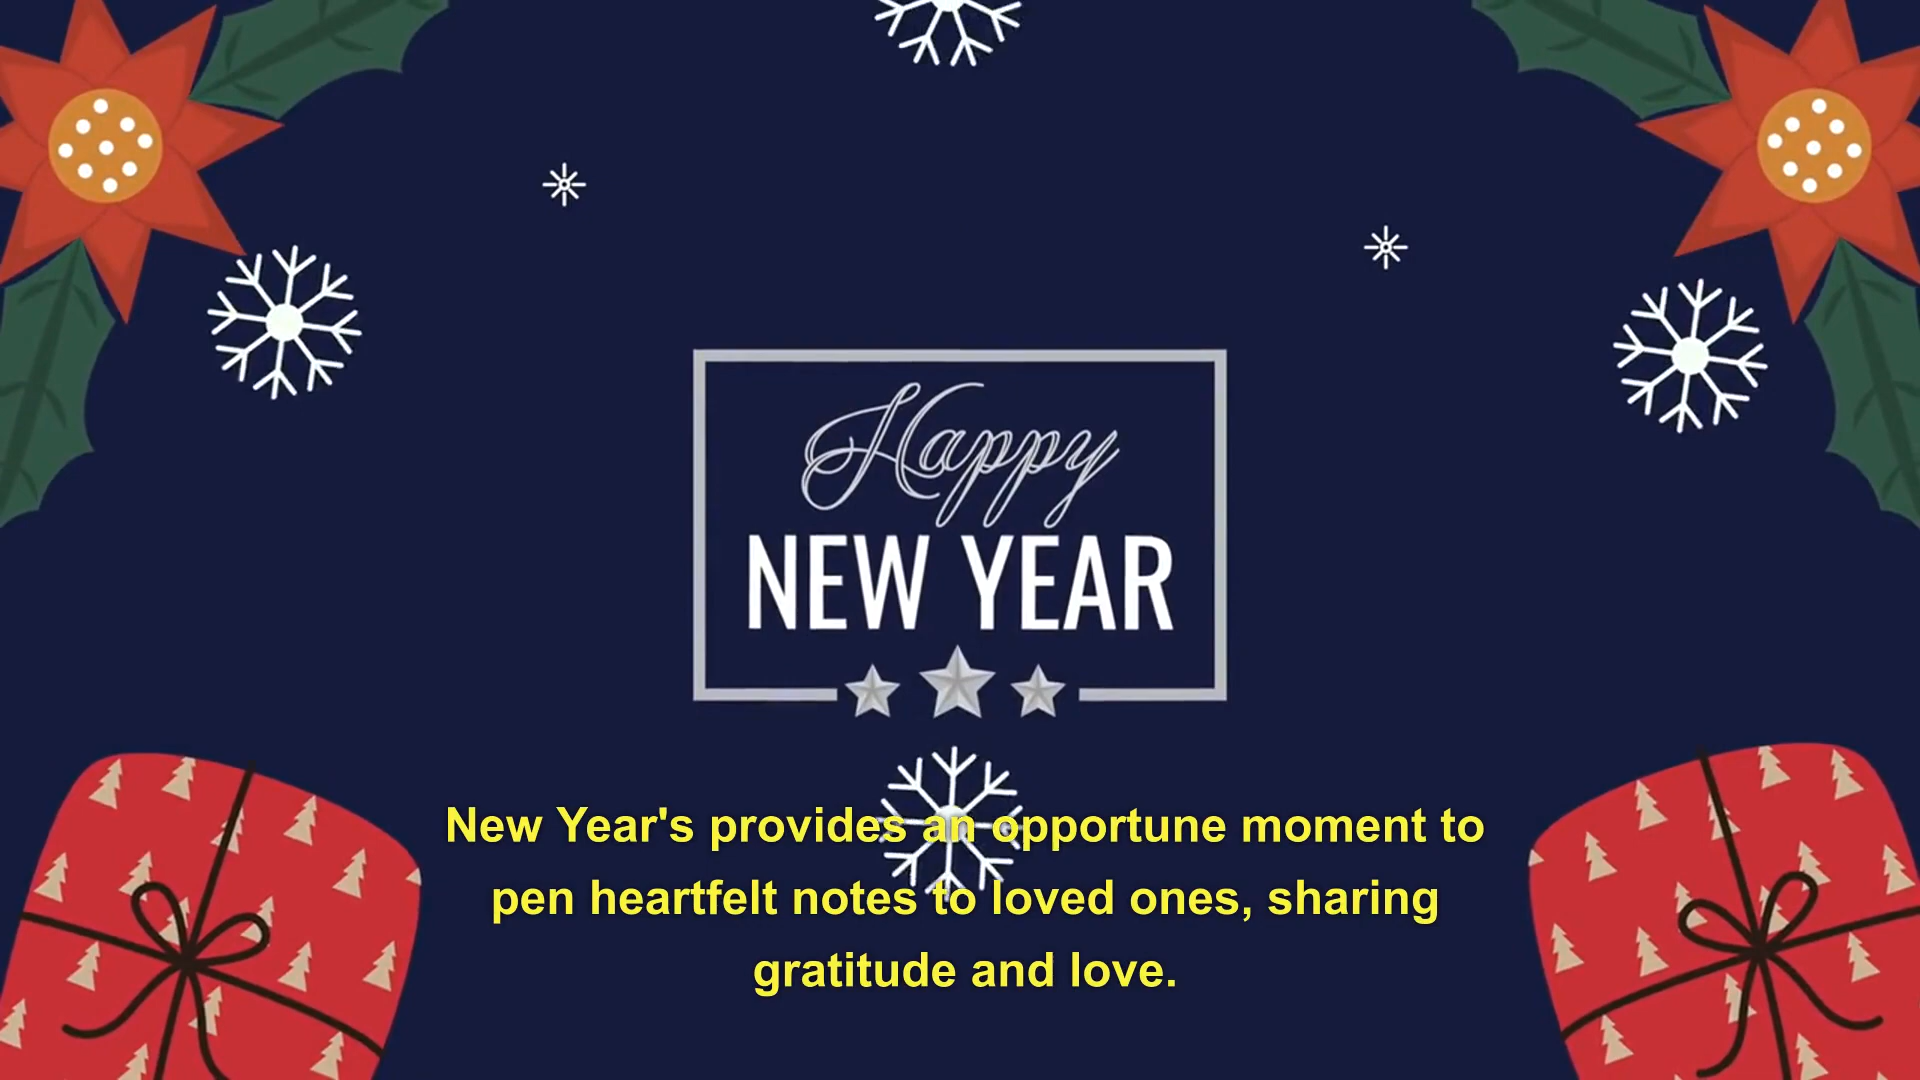 Happy
NEW YEAR
New Year's provides an opportune moment to
pen heartfelt notes to loved ones, sharing
gratitude and love.